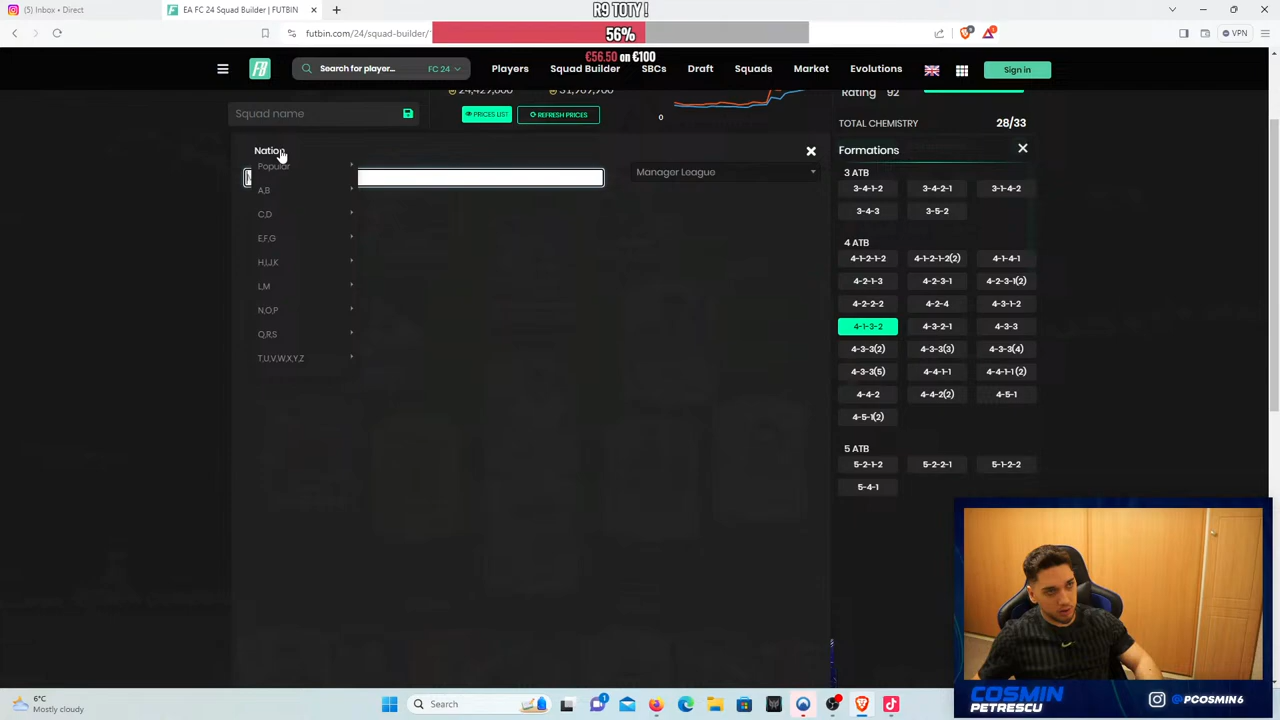 (5) Inbox • Direct
EA FC 24 Squad Builder | FUTBIN
R9 TOTY !
futbin.com/24/squad-builder/
56%
€56.50 on €100
VPN
Search for player...
FC 24
Players
Squad Builder
SBCs
Draft
Squads
Market
Evolutions
Sign in
Rating 92
Squad name
PRICES LIST
REFRESH PRICES
0
TOTAL CHEMISTRY 28/33
Nation
Formations
Popular
Manager League
A,B
C,D
E,F,G
H,I,J,K
L,M
N,O,P
Q,R,S
T,U,V,W,X,Y,Z
3 ATB
3-4-1-2 3-4-2-1 3-1-4-2
3-4-3 3-5-2
4 ATB
4-1-2-1-2 4-1-2-1-2(2) 4-1-4-1
4-2-1-3 4-2-3-1 4-2-3-1(2)
4-2-2-2 4-2-4 4-3-1-2
4-1-3-2 4-3-2-1 4-3-3
4-3-3(2) 4-3-3(3) 4-3-3(4)
4-3-3(5) 4-4-1-1 4-4-1-1 (2)
4-4-2 4-4-2(2) 4-5-1
4-5-1(2)
5 ATB
5-2-1-2 5-2-2-1 5-1-2-2
5-4-1
COSMIN
PETRESCU
@PCOSMIN6
6°C
Mostly cloudy
Search
1